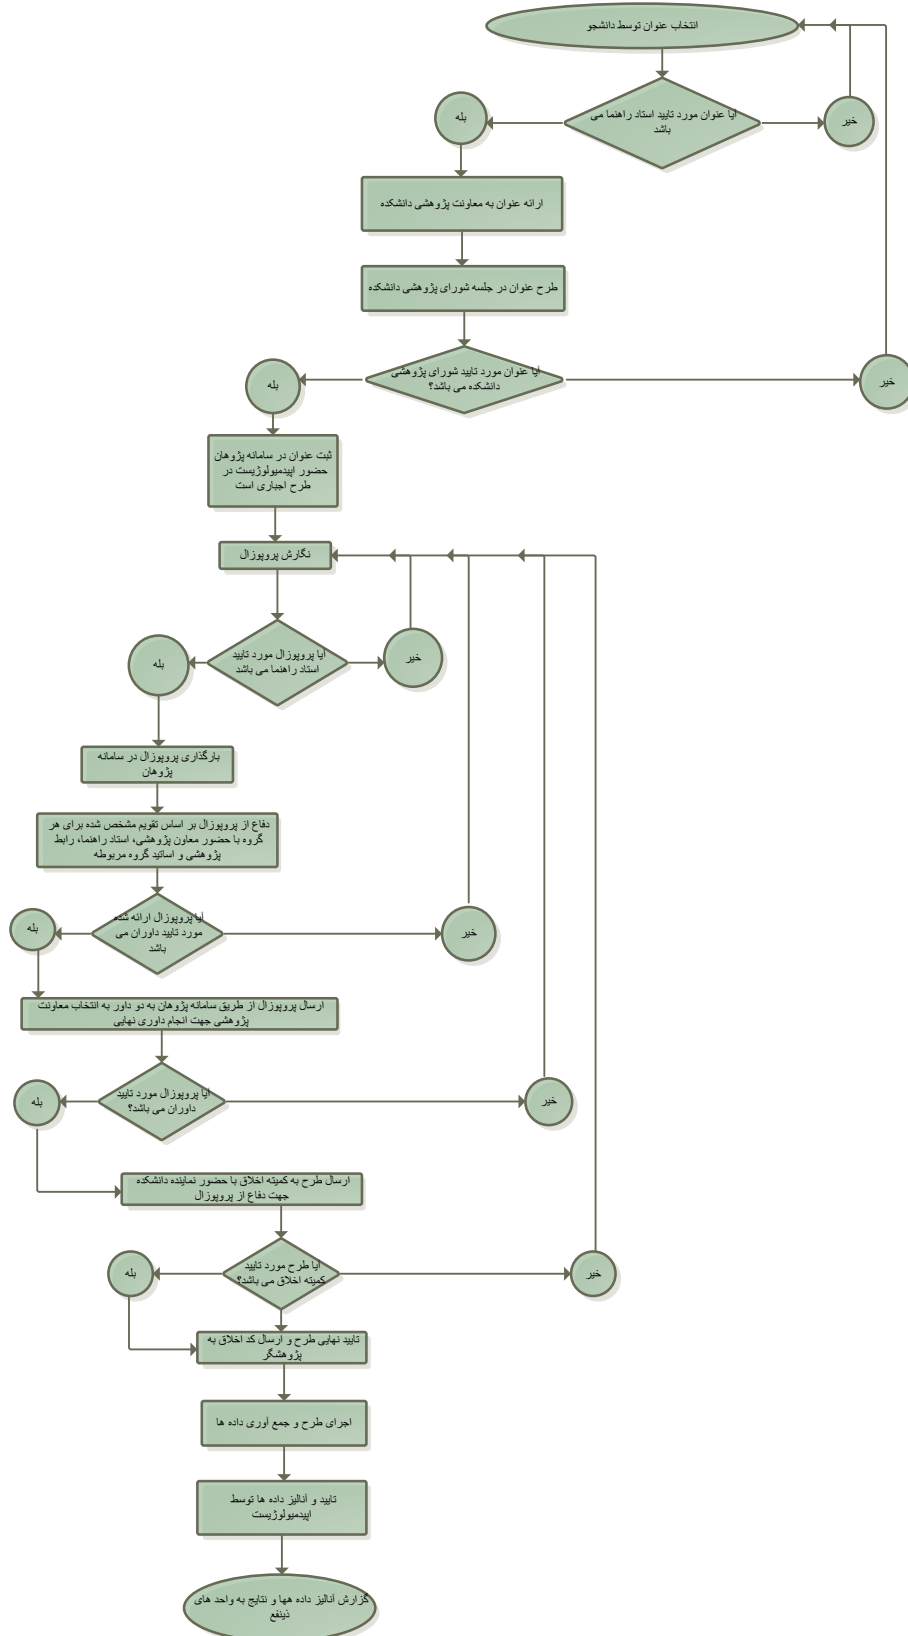 انتخاب عنوان توسط دانشجو
آیا عنوان مورد تایید استاد راهنما می
باشد
بله
خیر
ارائه عنوان به معاونت پژوهشی دانشکده
طرح عنوان در جلسه شورای پژوهشی دانشکده
آیا عنوان مورد تایید شورای پژوهشی
دانشکده می باشد؟
بله
خیر
ثبت عنوان در سامانه پژوهان
حضور اپیدمیولوژیست در
طرح اجباری است
نگارش پروپوزال
آیا پروپوزال مورد تایید
استاد راهنما می باشد
بله
خیر
بارگذاری پروپوزال در سامانه
پژوهان
دفاع از پروپوزال بر اساس تقویم مشخص شده برای هر
گروه با حضور معاون پژوهشی، استاد راهنما، رابط
پژوهشی و اساتید گروه مربوطه
آیا پروپوزال ارائه شده
مورد تایید داوران می
باشد
بله
خیر
ارسال پروپوزال از طریق سامانه پژوهان به دو داور به انتخاب معاونت
پژوهشی جهت انجام داوری نهایی
آیا پروپوزال مورد تایید
داوران می باشد؟
بله
خیر
ارسال طرح به کمیته اخلاق با حضور نماینده دانشکده
جهت دفاع از پروپوزال
آیا طرح مورد تایید
کمیته اخلاق می باشد؟
بله
خیر
تایید نهایی طرح و ارسال کد اخلاق به
پژوهشگر
اجرای طرح و جمع آوری داده ها
تایید و آنالیز داده ها توسط
اپیدمیولوژیست
گزارش آنالیز داده هها و نتایج به واحد های
ذینفع